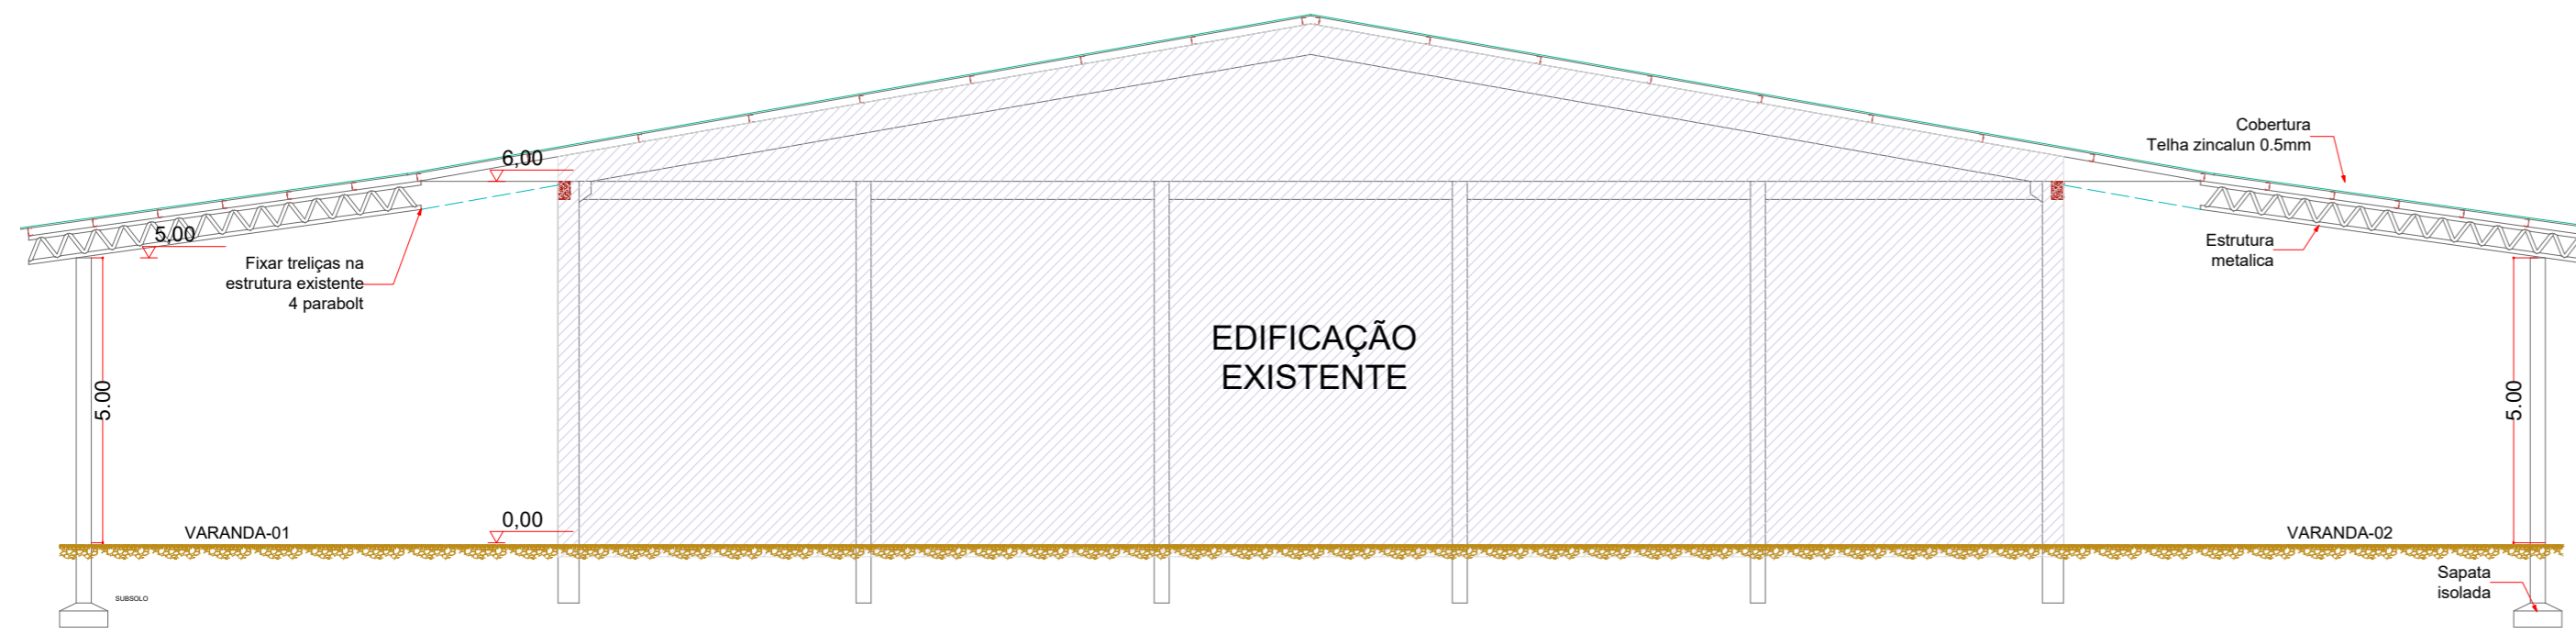 Cobertura
Telha zincalun 0.5mm
6,00
5,00
Fixar treliças na
estrutura existente
4 parabolt
Estrutura
metalica
EDIFICAÇÃO
EXISTENTE
5.00
5.00
0,00
VARANDA-01
VARANDA-02
SUBSOLO
Sapata
isolada